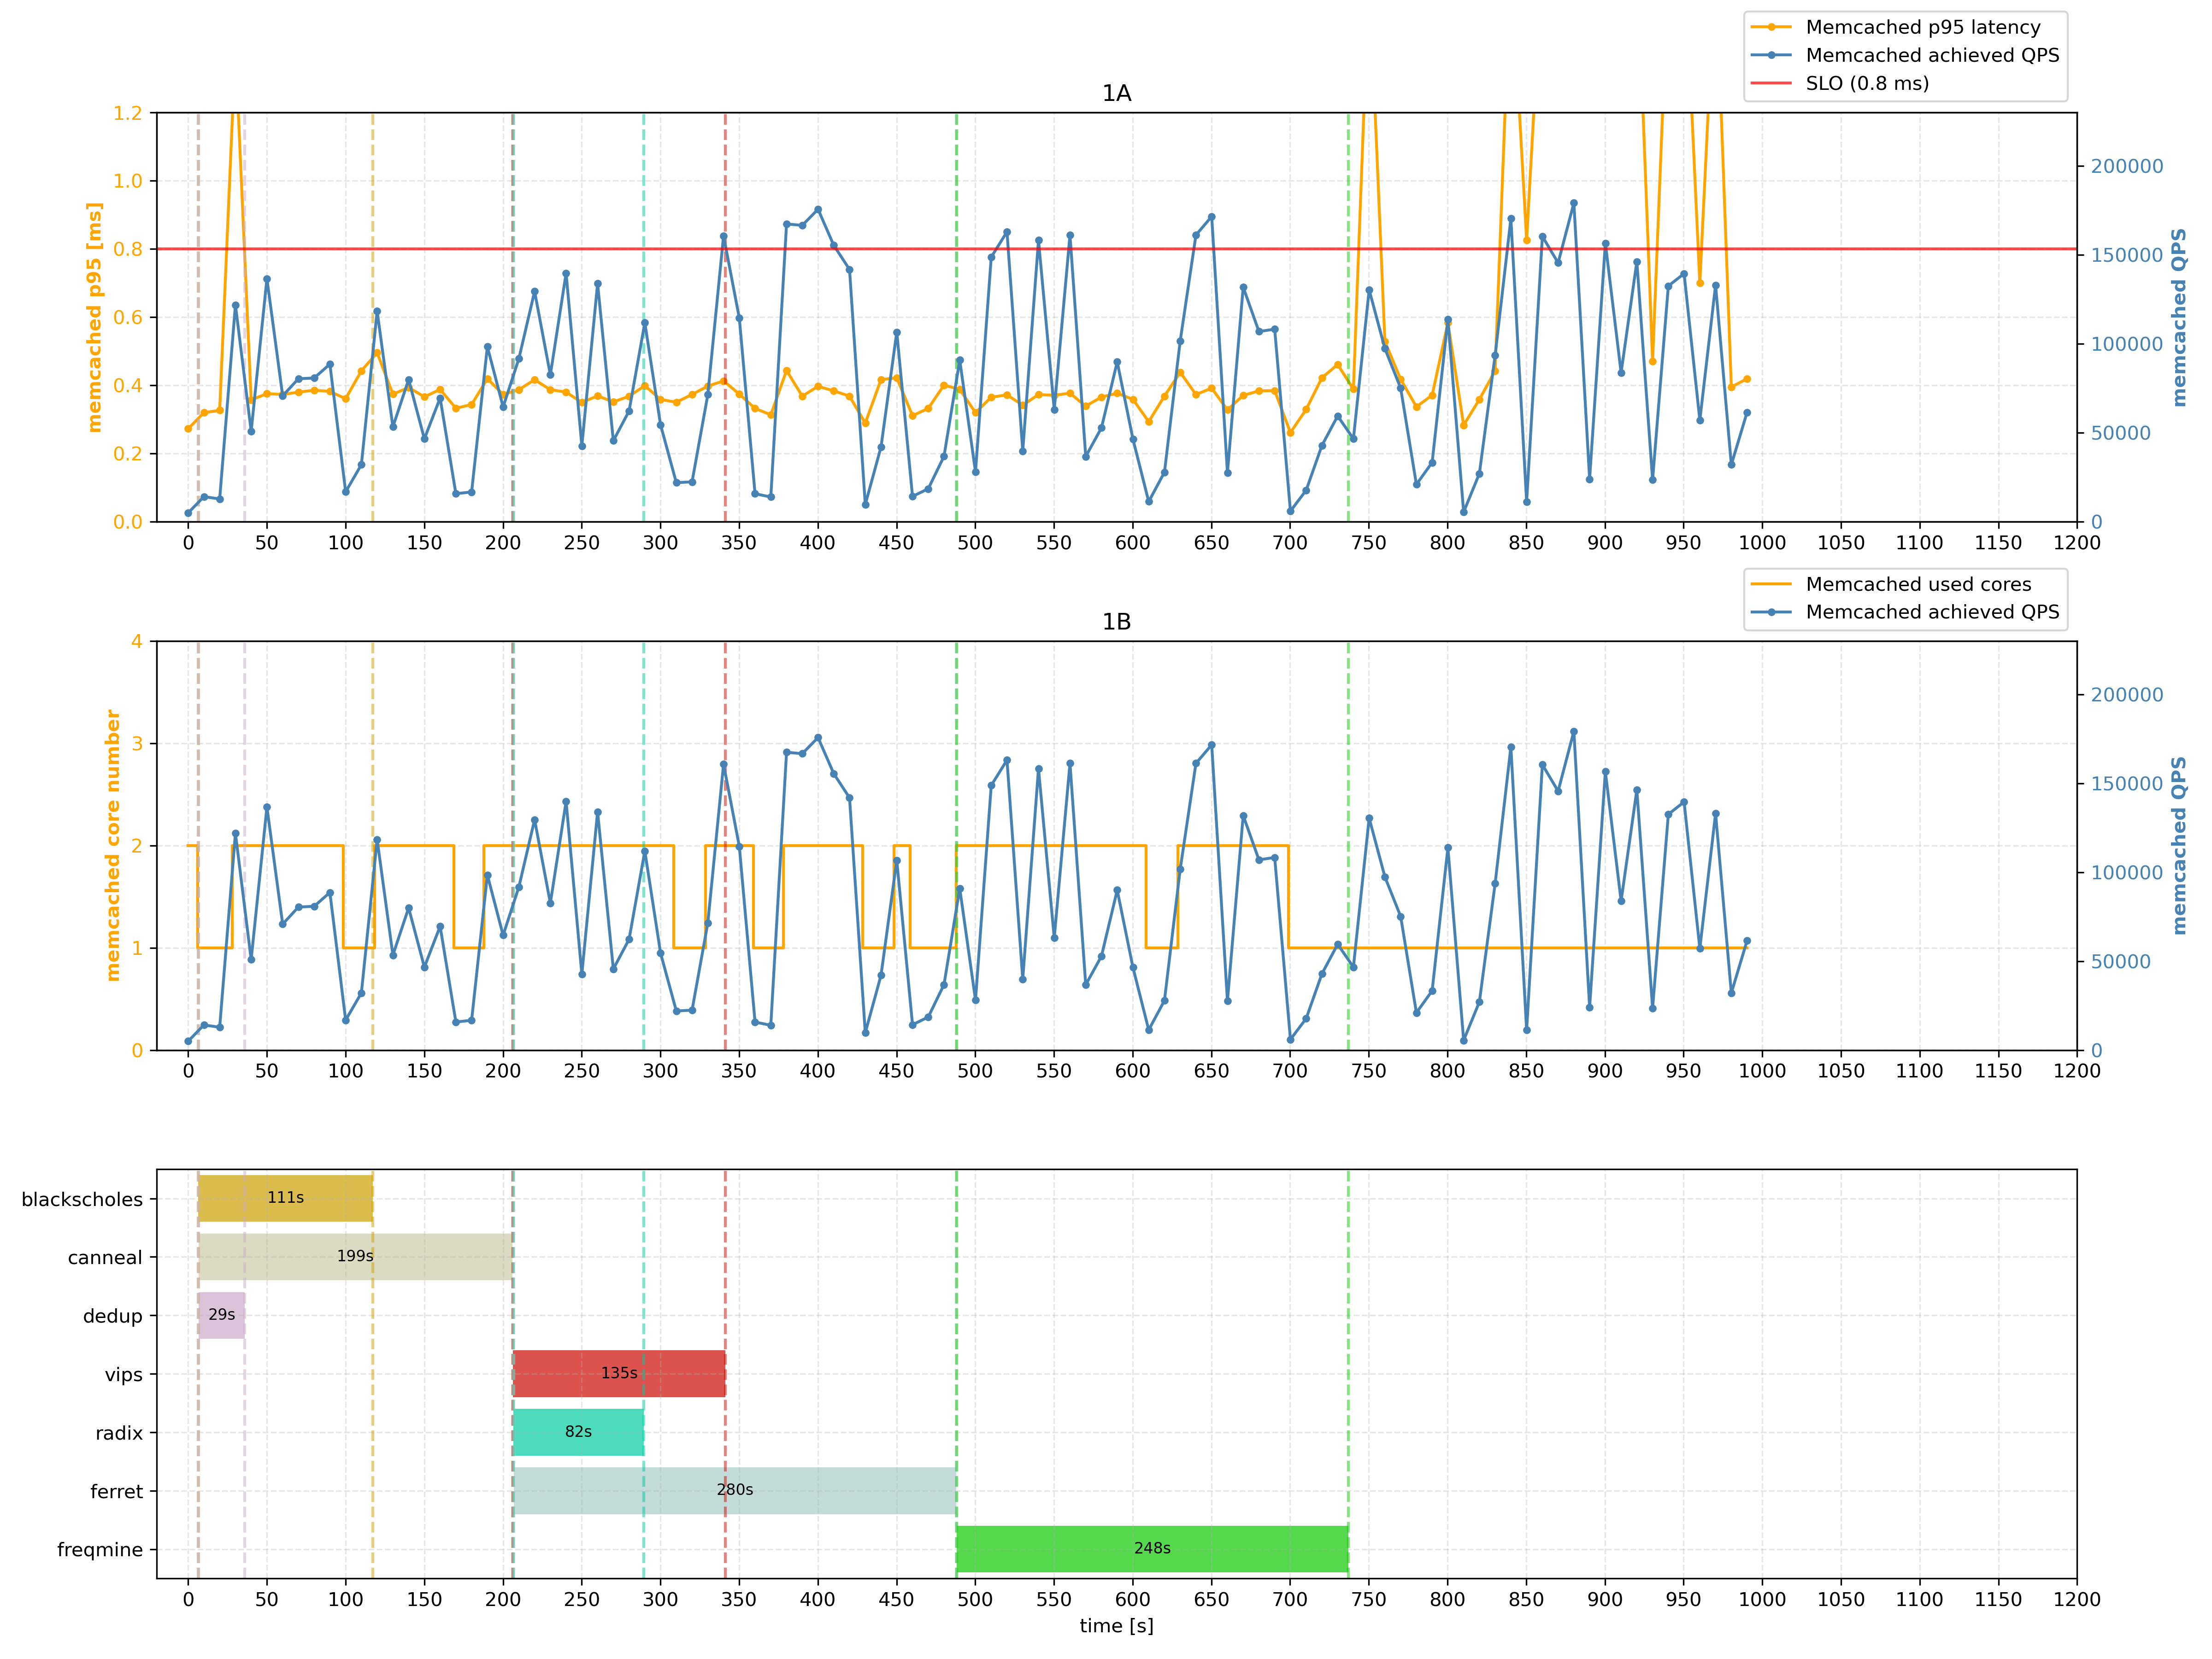 Memcached p95 latency
Memcached achieved QPS
SLO (0.8 ms)
1A
1.2
1.0
0.8
0.6
0.4
0.2
0.0
memcached p95 [ms]
200000
150000
100000
50000
0
memcached QPS
0 50 100 150 200 250 300 350 400 450 500 550 600 650 700 750 800 850 900 950 1000 1050 1100 1150 1200
Memcached used cores
Memcached achieved QPS
1B
4
3
2
1
0
memcached core number
200000
150000
100000
50000
0
memcached QPS
0 50 100 150 200 250 300 350 400 450 500 550 600 650 700 750 800 850 900 950 1000 1050 1100 1150 1200
blackscholes 111s
canneal 199s
dedup 29s
vips 135s
radix 82s
ferret 280s
freqmine 248s
0 50 100 150 200 250 300 350 400 450 500 550 600 650 700 750 800 850 900 950 1000 1050 1100 1150 1200
time [s]